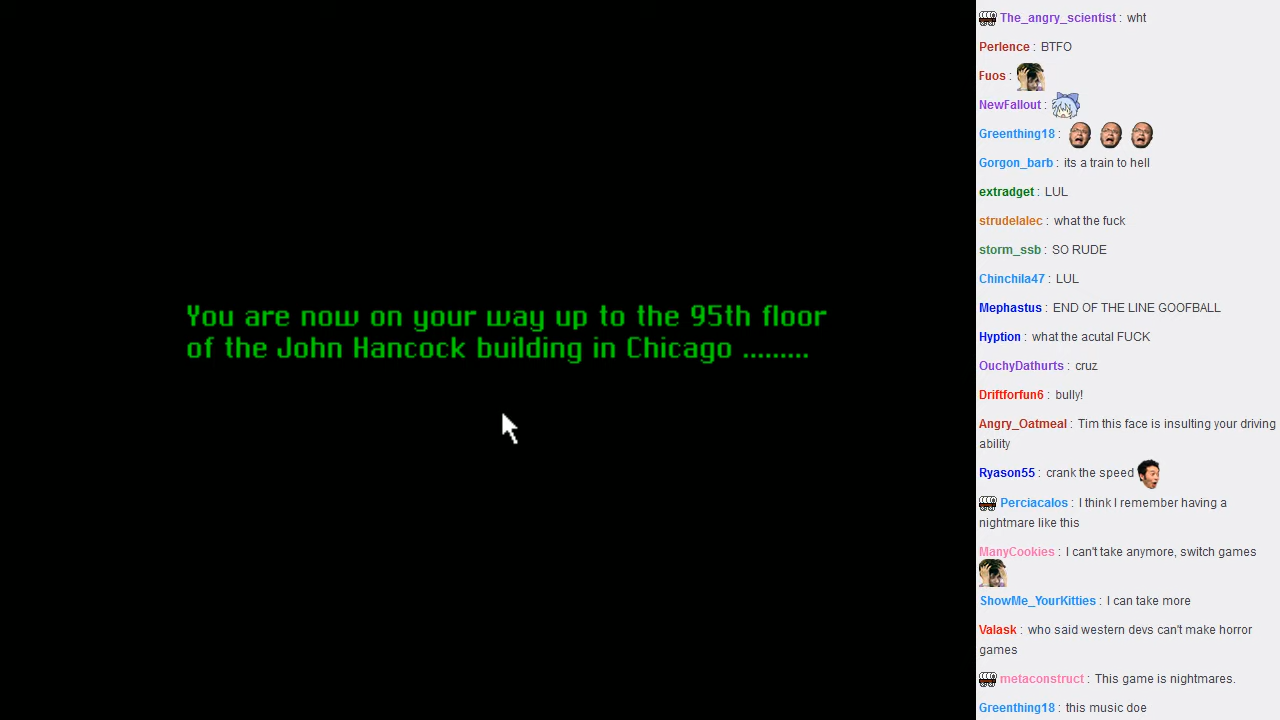 You are now on your way up to the 95th floor
of the John Hancock building in Chicago .........
The_angry_scientist : wht
Perlence : BTFO
Fuos :
NewFallout :
Greenthing18 :
Gorgon_barb : its a train to hell
extradget : LUL
strudelalec : what the fuck
storm_ssb : SO RUDE
Chinchila47 : LUL
Mephastus : END OF THE LINE GOOFBALL
Hyption : what the acutal FUCK
OuchyDathurts : cruz
Driftforfun6 : bully!
Angry_Oatmeal : Tim this face is insulting your driving
ability
Ryason55 : crank the speed
Perciacalos : I think I remember having a
nightmare like this
ManyCookies : I can't take anymore, switch games
ShowMe_YourKitties : I can take more
Valask : who said western devs can't make horror
games
metaconstruct : This game is nightmares.
Greenthing18 : this music doe